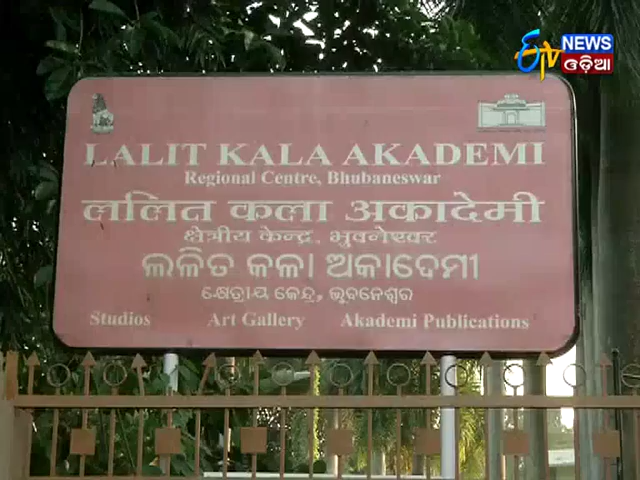 etv NEWS
ଓଡ଼ିଆ
LALIT KALA AKADEMI
Regional Centre, Bhubaneswar
ललित कला अकादेमी
क्षेत्रीय केन्द्र, भुवनेश्वर
ଲଳିତ କଳା ଅକାଦେମୀ
କ୍ଷେତ୍ରୀୟ କେନ୍ଦ୍ର, ଭୁବନେଶ୍ୱର
Studios Art Gallery Akademi Publications